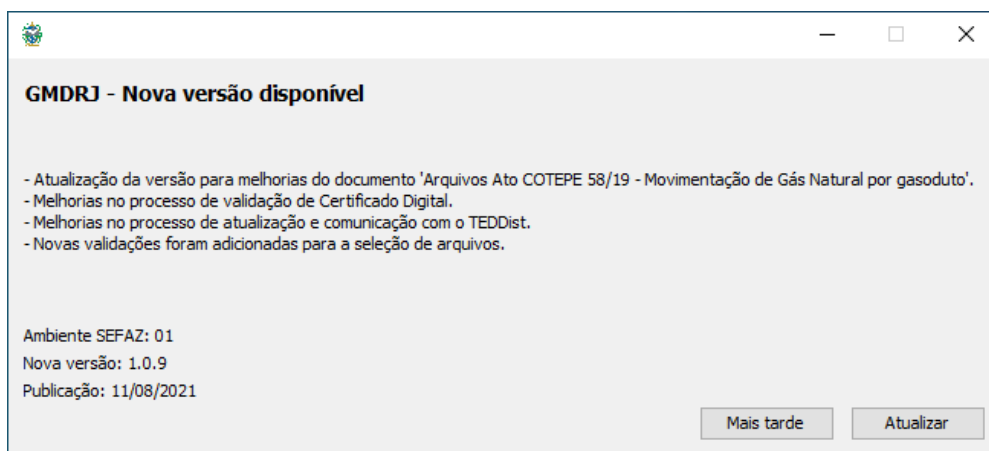 GMDRJ - Nova versão disponível
- Atualização da versão para melhorias do documento 'Arquivos Ato COTEPE 58/19 - Movimentação de Gás Natural por gasoduto'.
- Melhorias no processo de validação de Certificado Digital.
- Melhorias no processo de atualização e comunicação com o TEDDist.
- Novas validações foram adicionadas para a seleção de arquivos.
Ambiente SEFAZ: 01
Nova versão: 1.0.9
Publicação: 11/08/2021
Mais tarde Atualizar